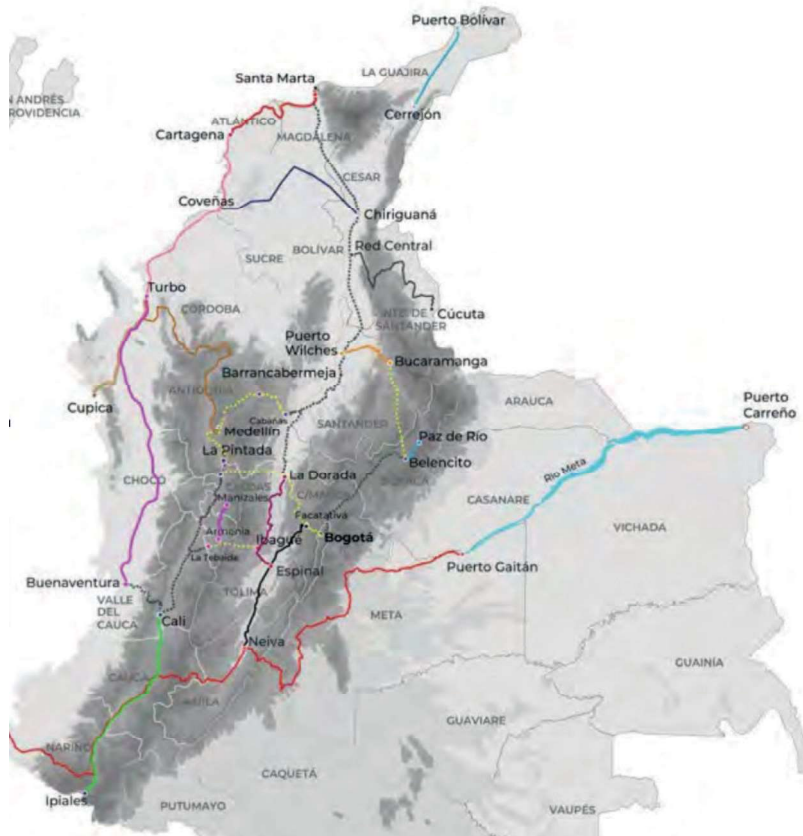 Puerto Bolívar
LA GUAJIRA
Santa Marta
N ANDRÉS
ROVIDENCIA
Cerrejón
ATLÁNTICO
Cartagena
MAGDALENA
CESAR
Coveñas
Chiriguaná
Red Central
BOLÍVAR
SUCRE
Turbo
CÓRDOBA
Cúcuta
SANTANDER
Puerto
Wilches
Bucaramanga
Barrancabermeja
Puerto
Carreño
ANTIOQUIA
ARAUCA
Cupica
Cabañas
SANTANDER
Medellín
Paz de Río
La Pintada
Belencito
Río Meta
CHOCÓ
La Dorada
CASANARE
Manizales
VICHADA
Facatativa
Armenia
Bogotá
Ibagué
La Tebaida
Puerto Gaitán
Espinal
Buenaventura
TOLIMA
VALLE
DEL
CAUCA
META
Cali
Neiva
GUAINÍA
CAUCA
HUILA
GUAVIARE
NARIÑO
CAQUETÁ
Ipiales
PUTUMAYO
VAUPÉS